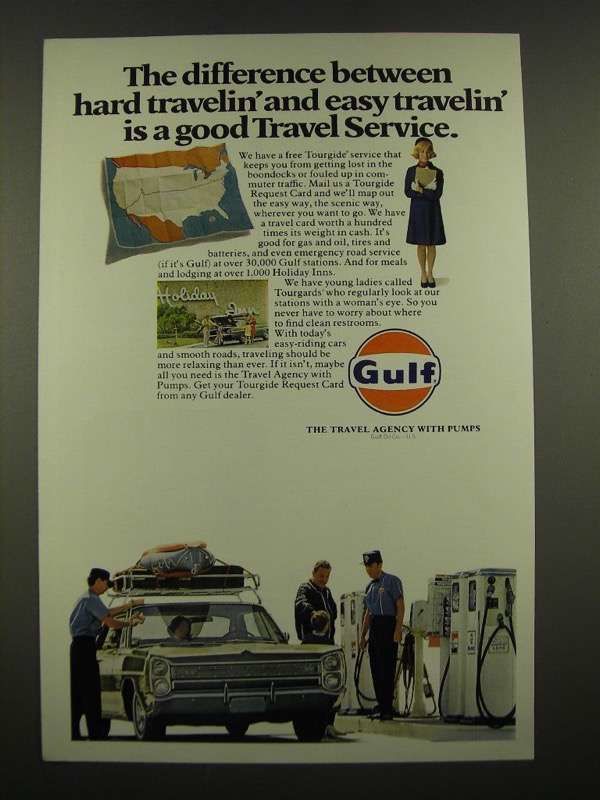 The difference between
hard travelin' and easy travelin'
is a good Travel Service.
We have a free 'Tourgide' service that
keeps you from getting lost in the
boondocks or fouled up in com-
muter traffic. Mail us a Tourgide
Request Card and we'll map out
the easy way, the scenic way,
wherever you want to go. We have
a travel card worth a hundred
times its weight in cash. It's
good for gas and oil, tires and
batteries, and even emergency road service
(if it's Gulf) at over 30,000 Gulf stations. And for meals
and lodging at over 1,000 Holiday Inns.
We have young ladies called
Tourgards' who regularly look at our
stations with a woman's eye. So you
never have to worry about where
to find clean restrooms.
With today's
easy-riding cars
and smooth roads, traveling should be
more relaxing than ever. If it isn't, maybe
all you need is the Travel Agency with
Pumps. Get your Tourgide Request Card
from any Gulf dealer.
Holiday
Inn
Gulf
THE TRAVEL AGENCY WITH PUMPS
Gulf Oil Co. - U.S.